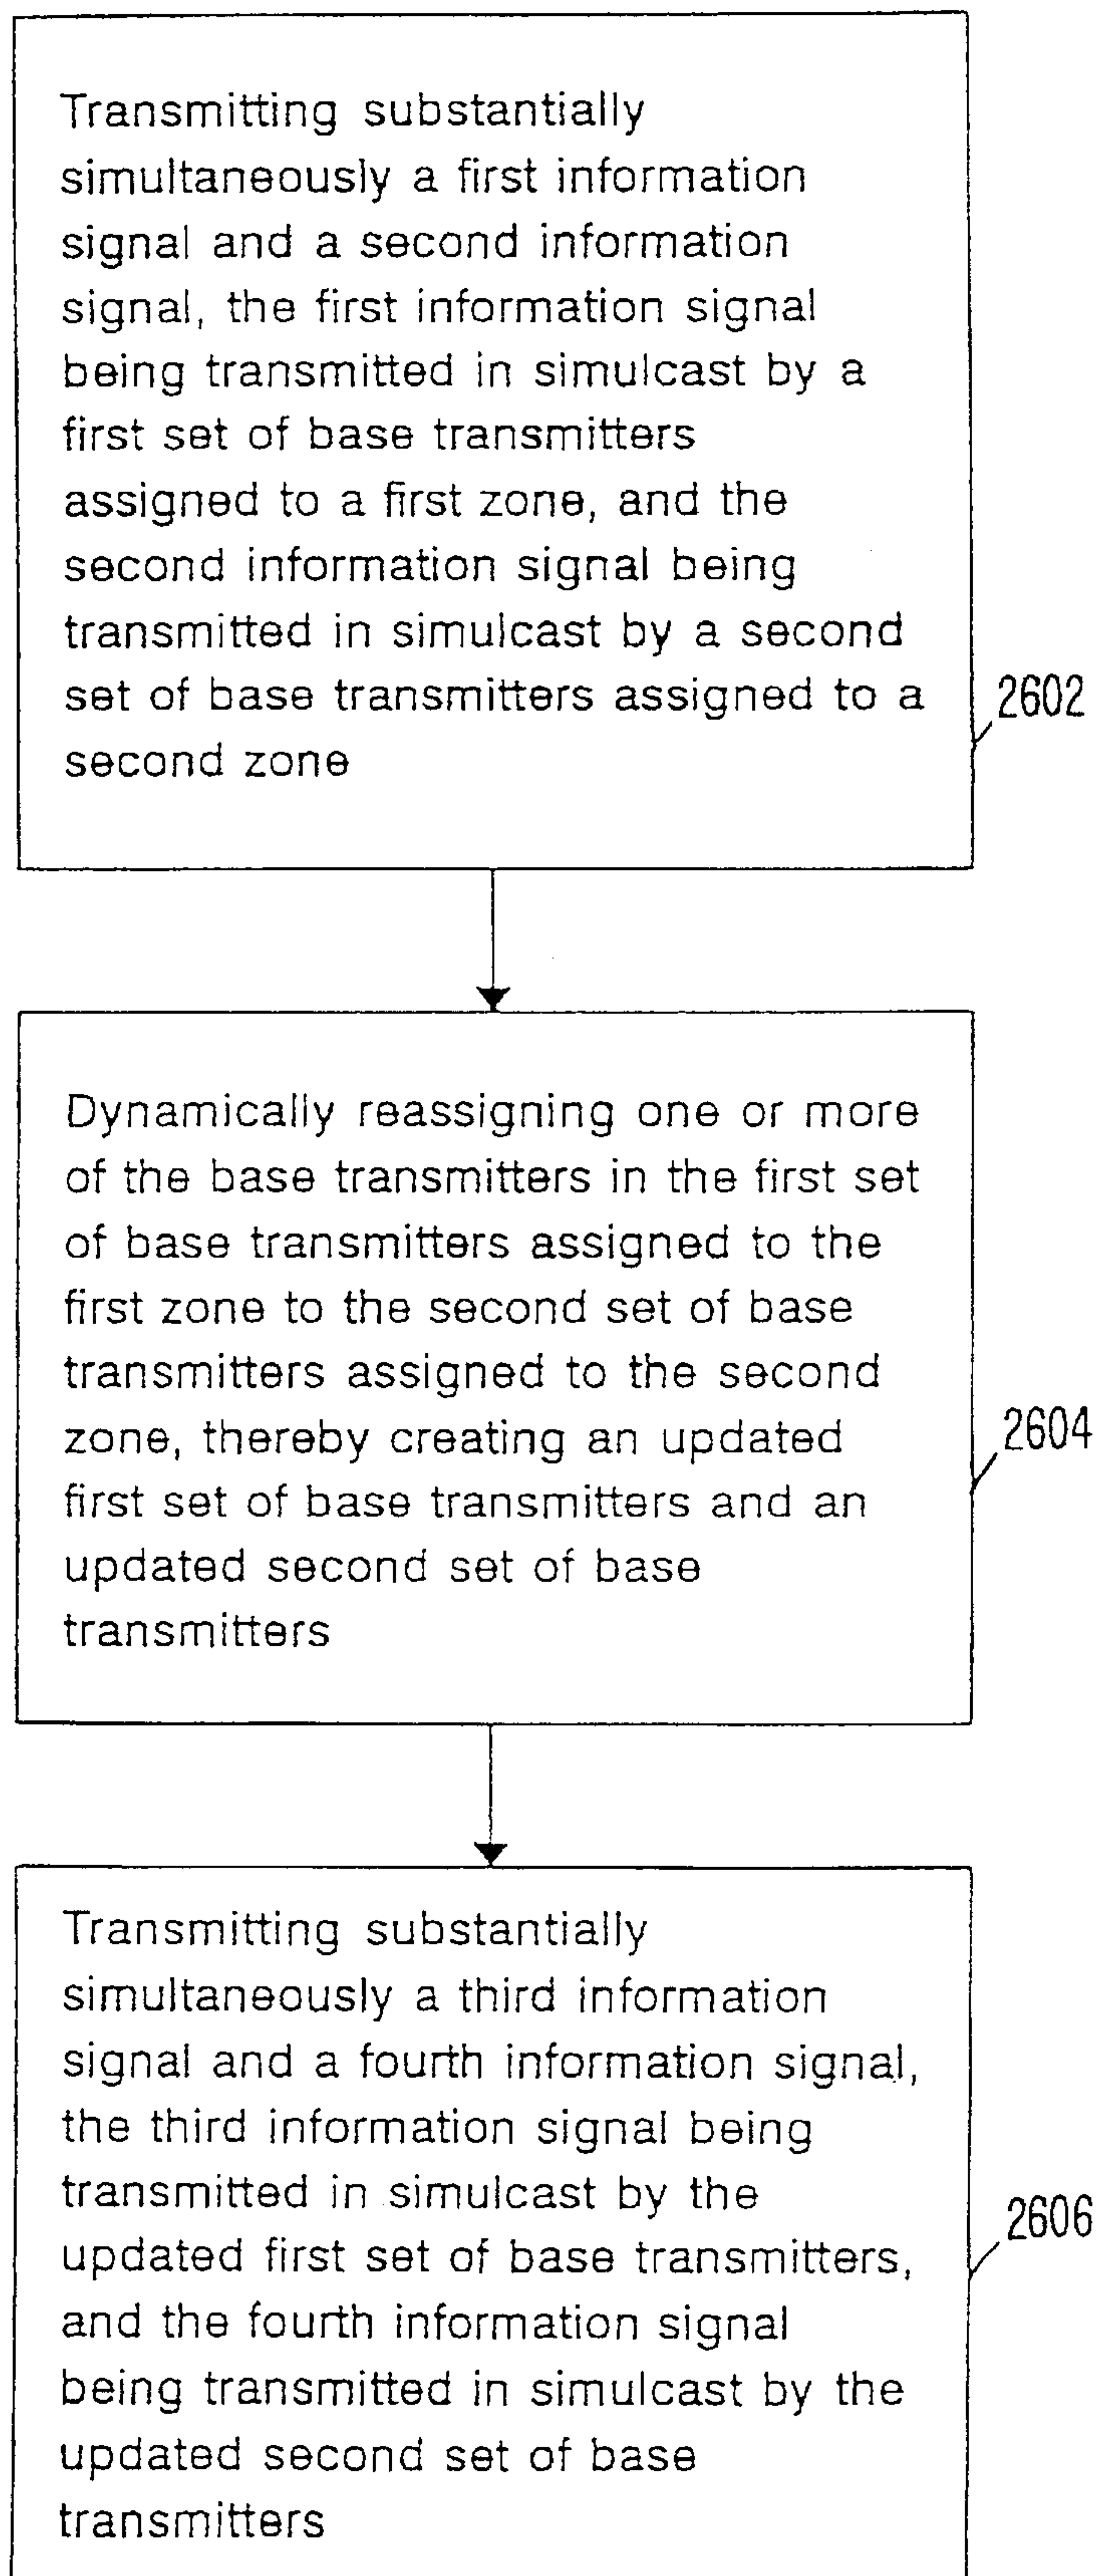 Transmitting substantially
simultaneously a first information
signal and a second information
signal, the first information signal
being transmitted in simulcast by a
first set of base transmitters
assigned to a first zone, and the
second information signal being
transmitted in simulcast by a second
set of base transmitters assigned to a
second zone
2602
Dynamically reassigning one or more
of the base transmitters in the first set
of base transmitters assigned to the
first zone to the second set of base
transmitters assigned to the second
zone, thereby creating an updated
first set of base transmitters and an
updated second set of base
transmitters
2604
Transmitting substantially
simultaneously a third information
signal and a fourth information signal,
the third information signal being
transmitted in simulcast by the
updated first set of base transmitters,
and the fourth information signal
being transmitted in simulcast by the
updated second set of base
transmitters
2606